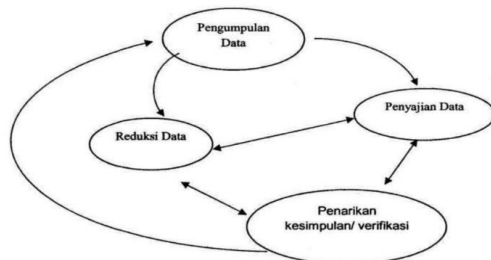 Pengumpulan
Data
Penyajian Data
Reduksi Data
Penarikan
kesimpulan/ verifikasi